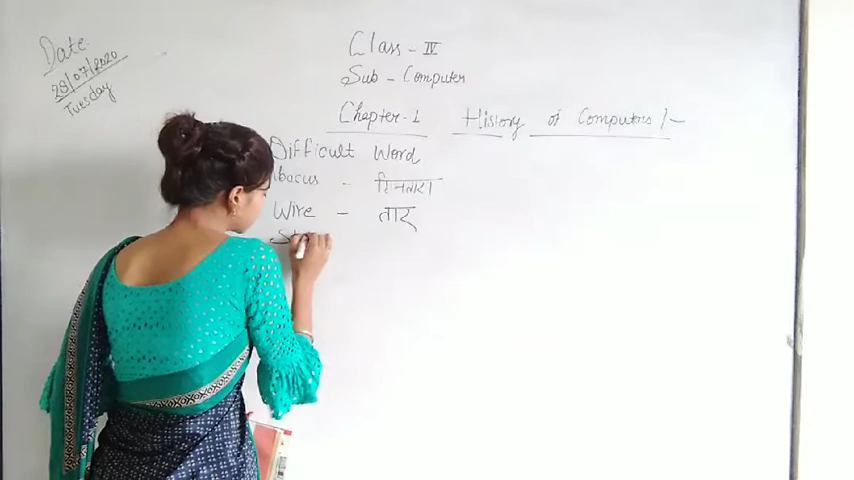 Date
28/07/2020
Tuesday
Class - IV
Sub - Computer
Chapter-1 History of Computers :-
Difficult Word
Abacus - गिनतारा
Wire - तार